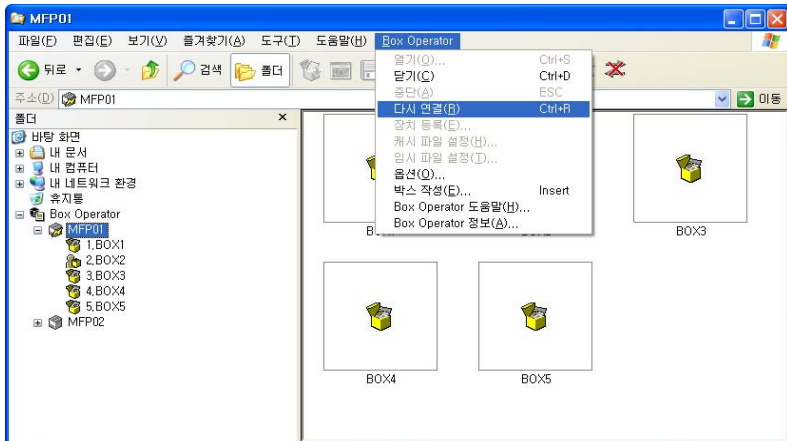 MFP01
파일(F) 편집(E) 보기(V) 즐겨찾기(A) 도구(T) 도움말(H) Box Operator
뒤로 검색 폴더
주소(D) MFP01 이동
폴더
바탕 화면
내 문서
내 컴퓨터
내 네트워크 환경
휴지통
Box Operator
MFP01
1,BOX1
2,BOX2
3,BOX3
4,BOX4
5,BOX5
MFP02
열기(O)... Ctrl+S
닫기(C) Ctrl+D
중단(A) ESC
다시 연결(R) Ctrl+R
장치 등록(E)...
캐시 파일 설정(H)...
임시 파일 설정(T)...
옵션(O)...
박스 작성(E)... Insert
Box Operator 도움말(H)...
Box Operator 정보(A)...
BOX3
BOX4 BOX5